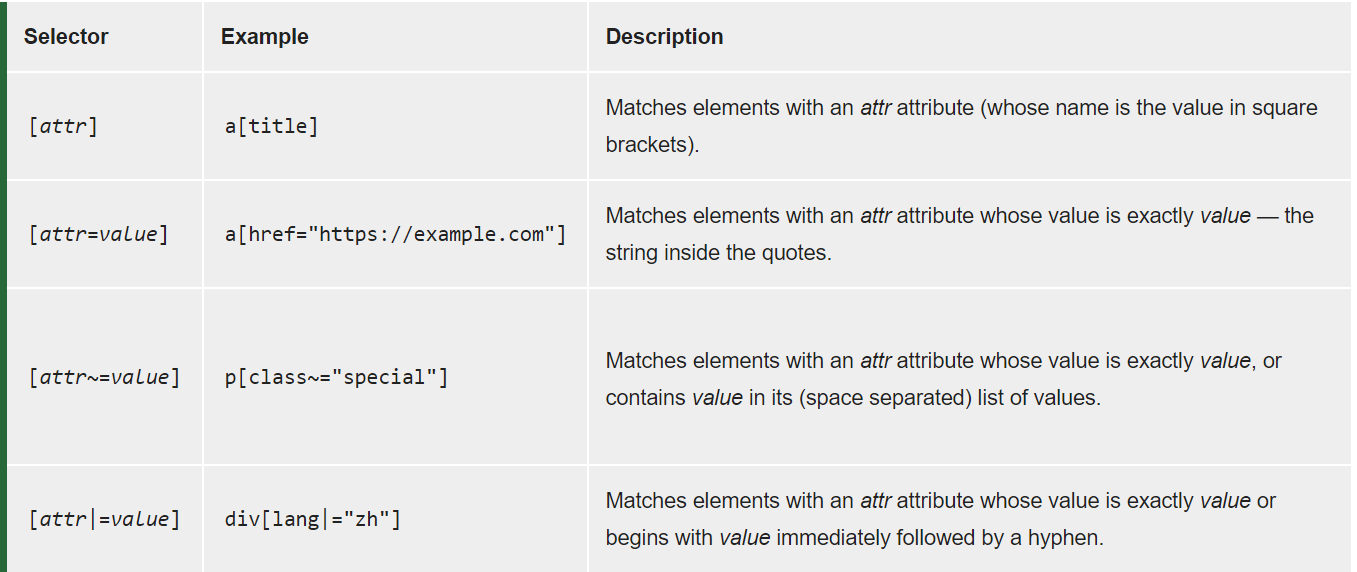 Selector Example Description
[attr] a[title] Matches elements with an attr attribute (whose name is the value in square
brackets).
[attr=value] a[href="https://example.com"] Matches elements with an attr attribute whose value is exactly value — the
string inside the quotes.
[attr~=value] p[class~="special"] Matches elements with an attr attribute whose value is exactly value, or
contains value in its (space separated) list of values.
[attr|=value] div[lang|="zh"] Matches elements with an attr attribute whose value is exactly value or
begins with value immediately followed by a hyphen.